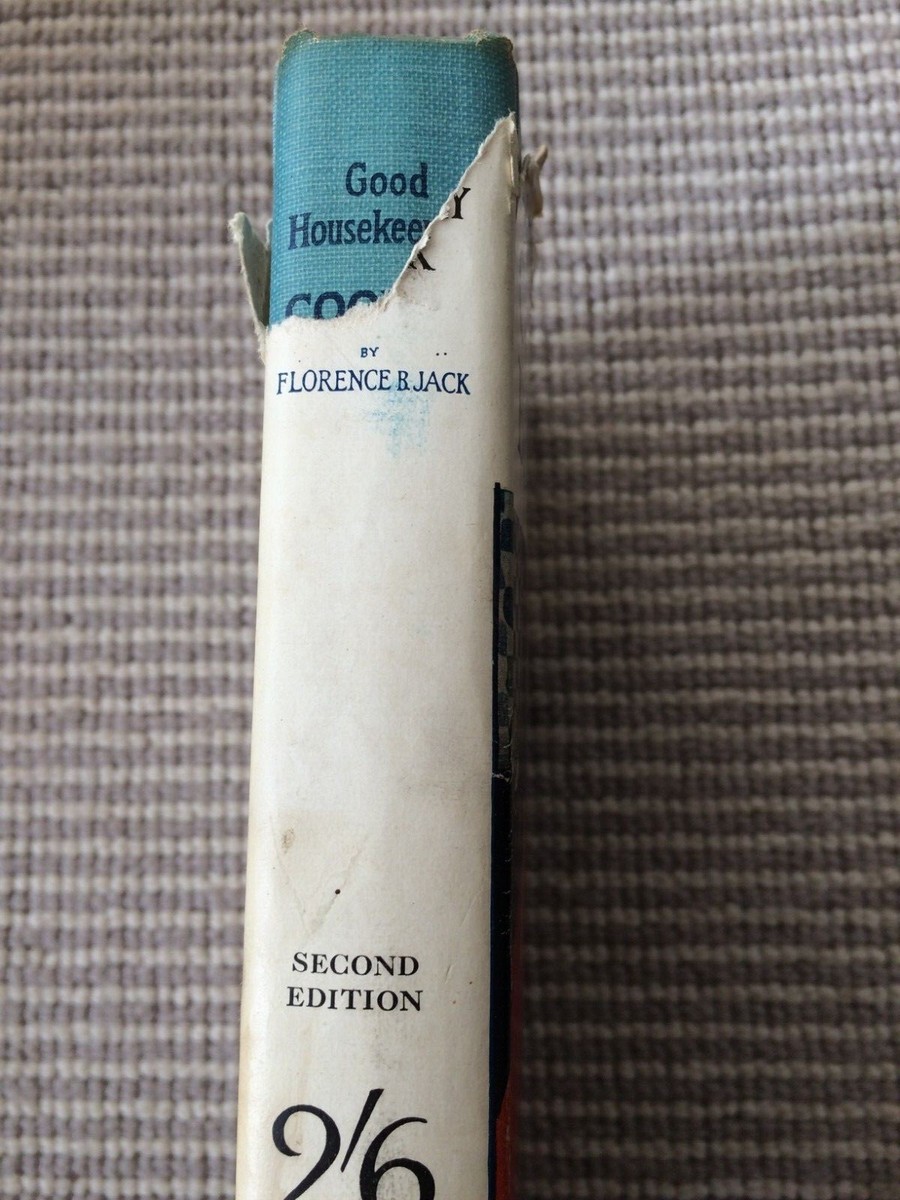 Good
Housekee
Y
K
COO
BY
FLORENCE B. JACK
SECOND
EDITION
2/6